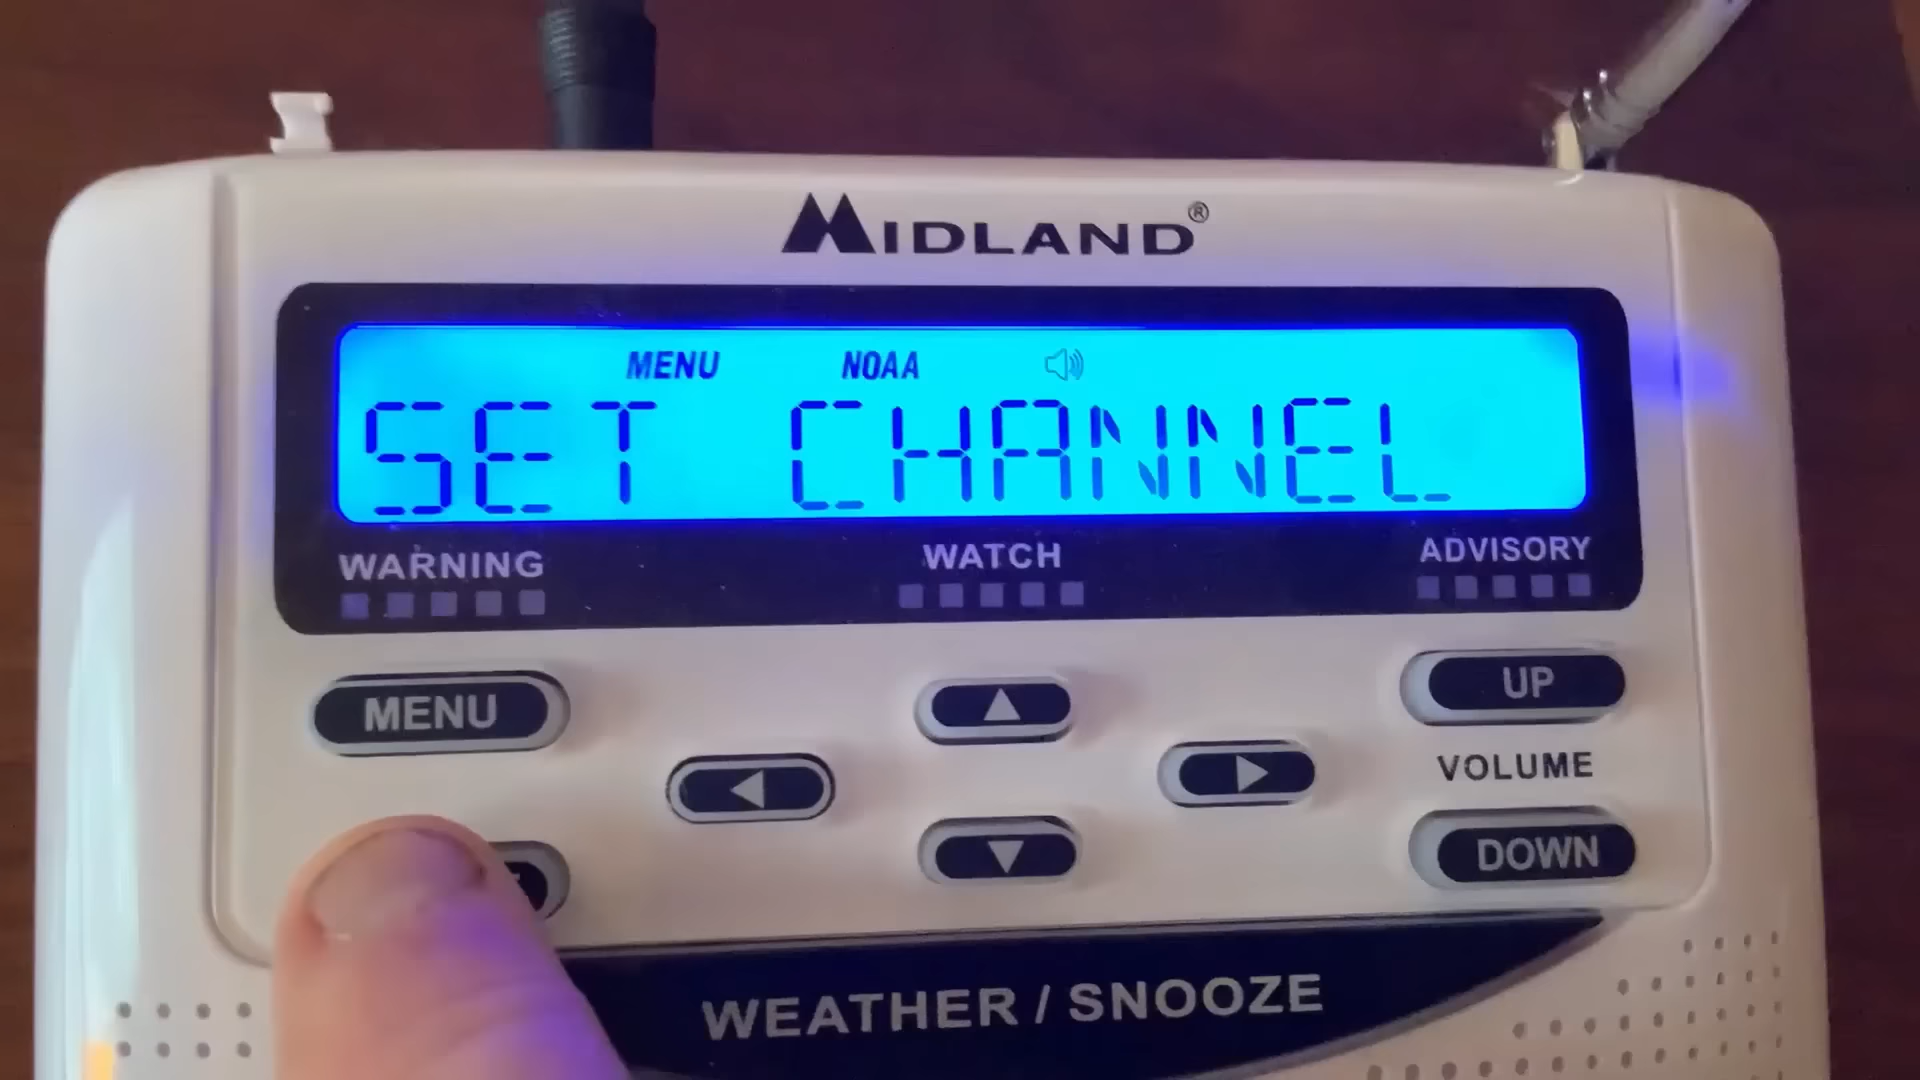 MIDLAND®
MENU NOAA
SET CHANNEL
WARNING WATCH ADVISORY
MENU UP
VOLUME
DOWN
WEATHER / SNOOZE